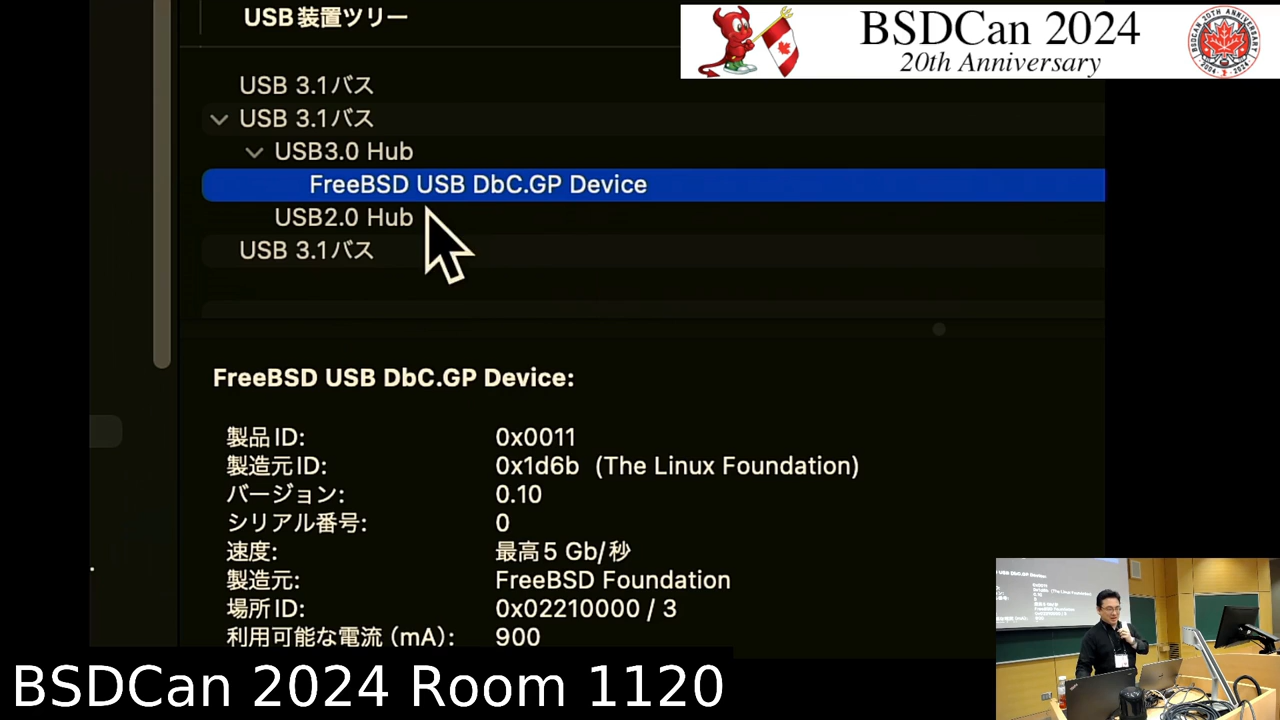 USB装置ツリー
BSDCan 2024
20th Anniversary
USB 3.1バス
USB 3.1バス
USB3.0 Hub
FreeBSD USB DbC.GP Device
USB2.0 Hub
USB 3.1バス
FreeBSD USB DbC.GP Device:
製品ID: 0x0011
製造元ID: 0x1d6b (The Linux Foundation)
バージョン: 0.10
シリアル番号: 0
速度: 最高5 Gb/秒
製造元: FreeBSD Foundation
場所ID: 0x02210000 / 3
利用可能な電流 (mA): 900
BSDCan 2024 Room 1120